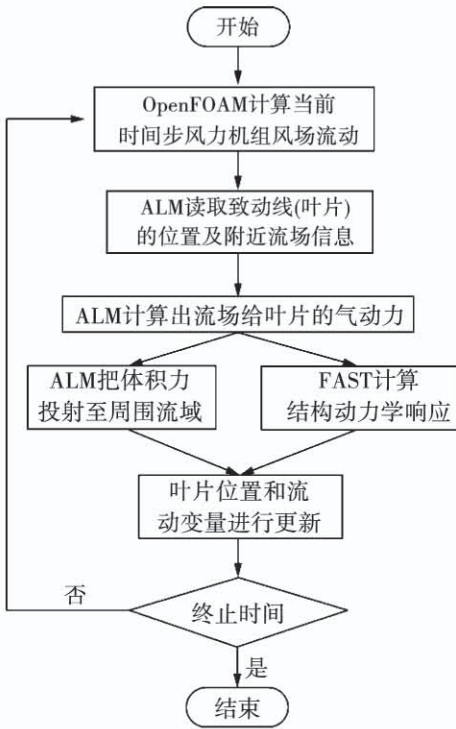 开始
OpenFOAM计算当前
时间步风力机组风场流动
ALM读取致动线(叶片)
的位置及附近流场信息
ALM计算出流场给叶片的气动力
ALM把体积力
投射至周围流域
FAST计算
结构动力学响应
叶片位置和流
动变量进行更新
否
终止时间
是
结束